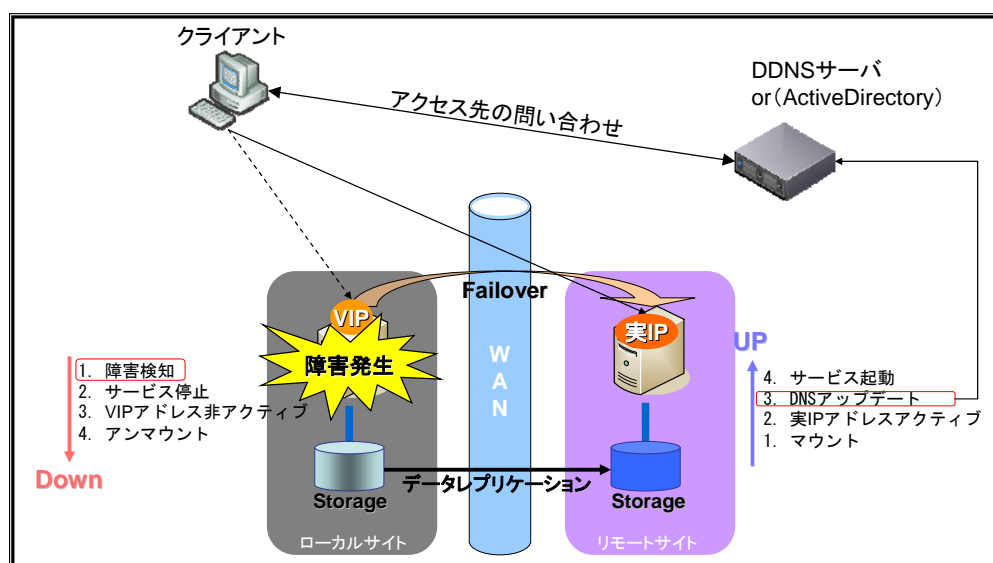 クライアント
DDNSサーバ
or(ActiveDirectory)
アクセス先の問い合わせ
Failover
VIP
実IP
障害発生
WAN
UP
1. 障害検知
2. サービス停止
3. VIPアドレス非アクティブ
4. アンマウント
Down
4. サービス起動
3. DNSアップデート
2. 実IPアドレスアクティブ
1. マウント
データレプリケーション
Storage
Storage
ローカルサイト
リモートサイト